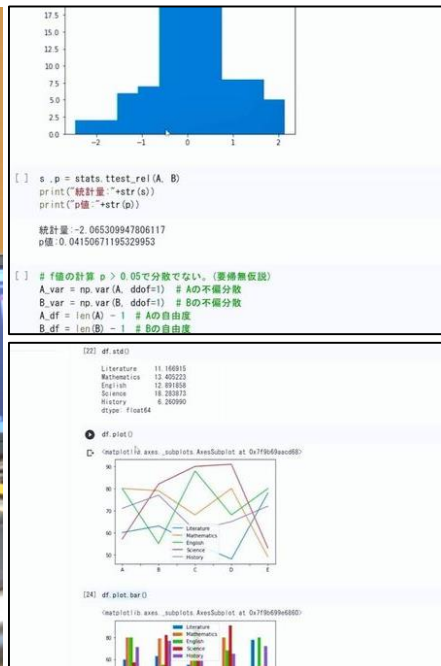 17.5
15.0
12.5
10.0
7.5
5.0
2.5
0.0
-2 -1 0 1 2
[ ] s ,p = stats.ttest_rel(A, B)
print("統計量:"+str(s))
print("p値:"+str(p))
統計量:-2.065309947806117
p値:0.04150671195329953
[ ] # f値の計算 p > 0.05で分散でない。(要帰無仮説)
A_var = np.var(A, ddof=1) # Aの不偏分散
B_var = np.var(B, ddof=1) # Bの不偏分散
A_df = len(A) - 1 # Aの自由度
B_df = len(B) - 1 # Bの自由度
[22] df.std()
Literature 11.166915
Mathematics 13.405223
English 12.891858
Science 16.283873
History 6.260990
dtype: float64
df.plot()
<matplotlib.axes._subplots.AxesSubplot at 0x7f9b69aacd68>
90
80
70
60
50
Literature
Mathematics
English
Science
History
A B C D E
[24] df.plot.bar()
<matplotlib.axes._subplots.AxesSubplot at 0x7f9b699e6860>
Literature
Mathematics
English
Science
History
80
60